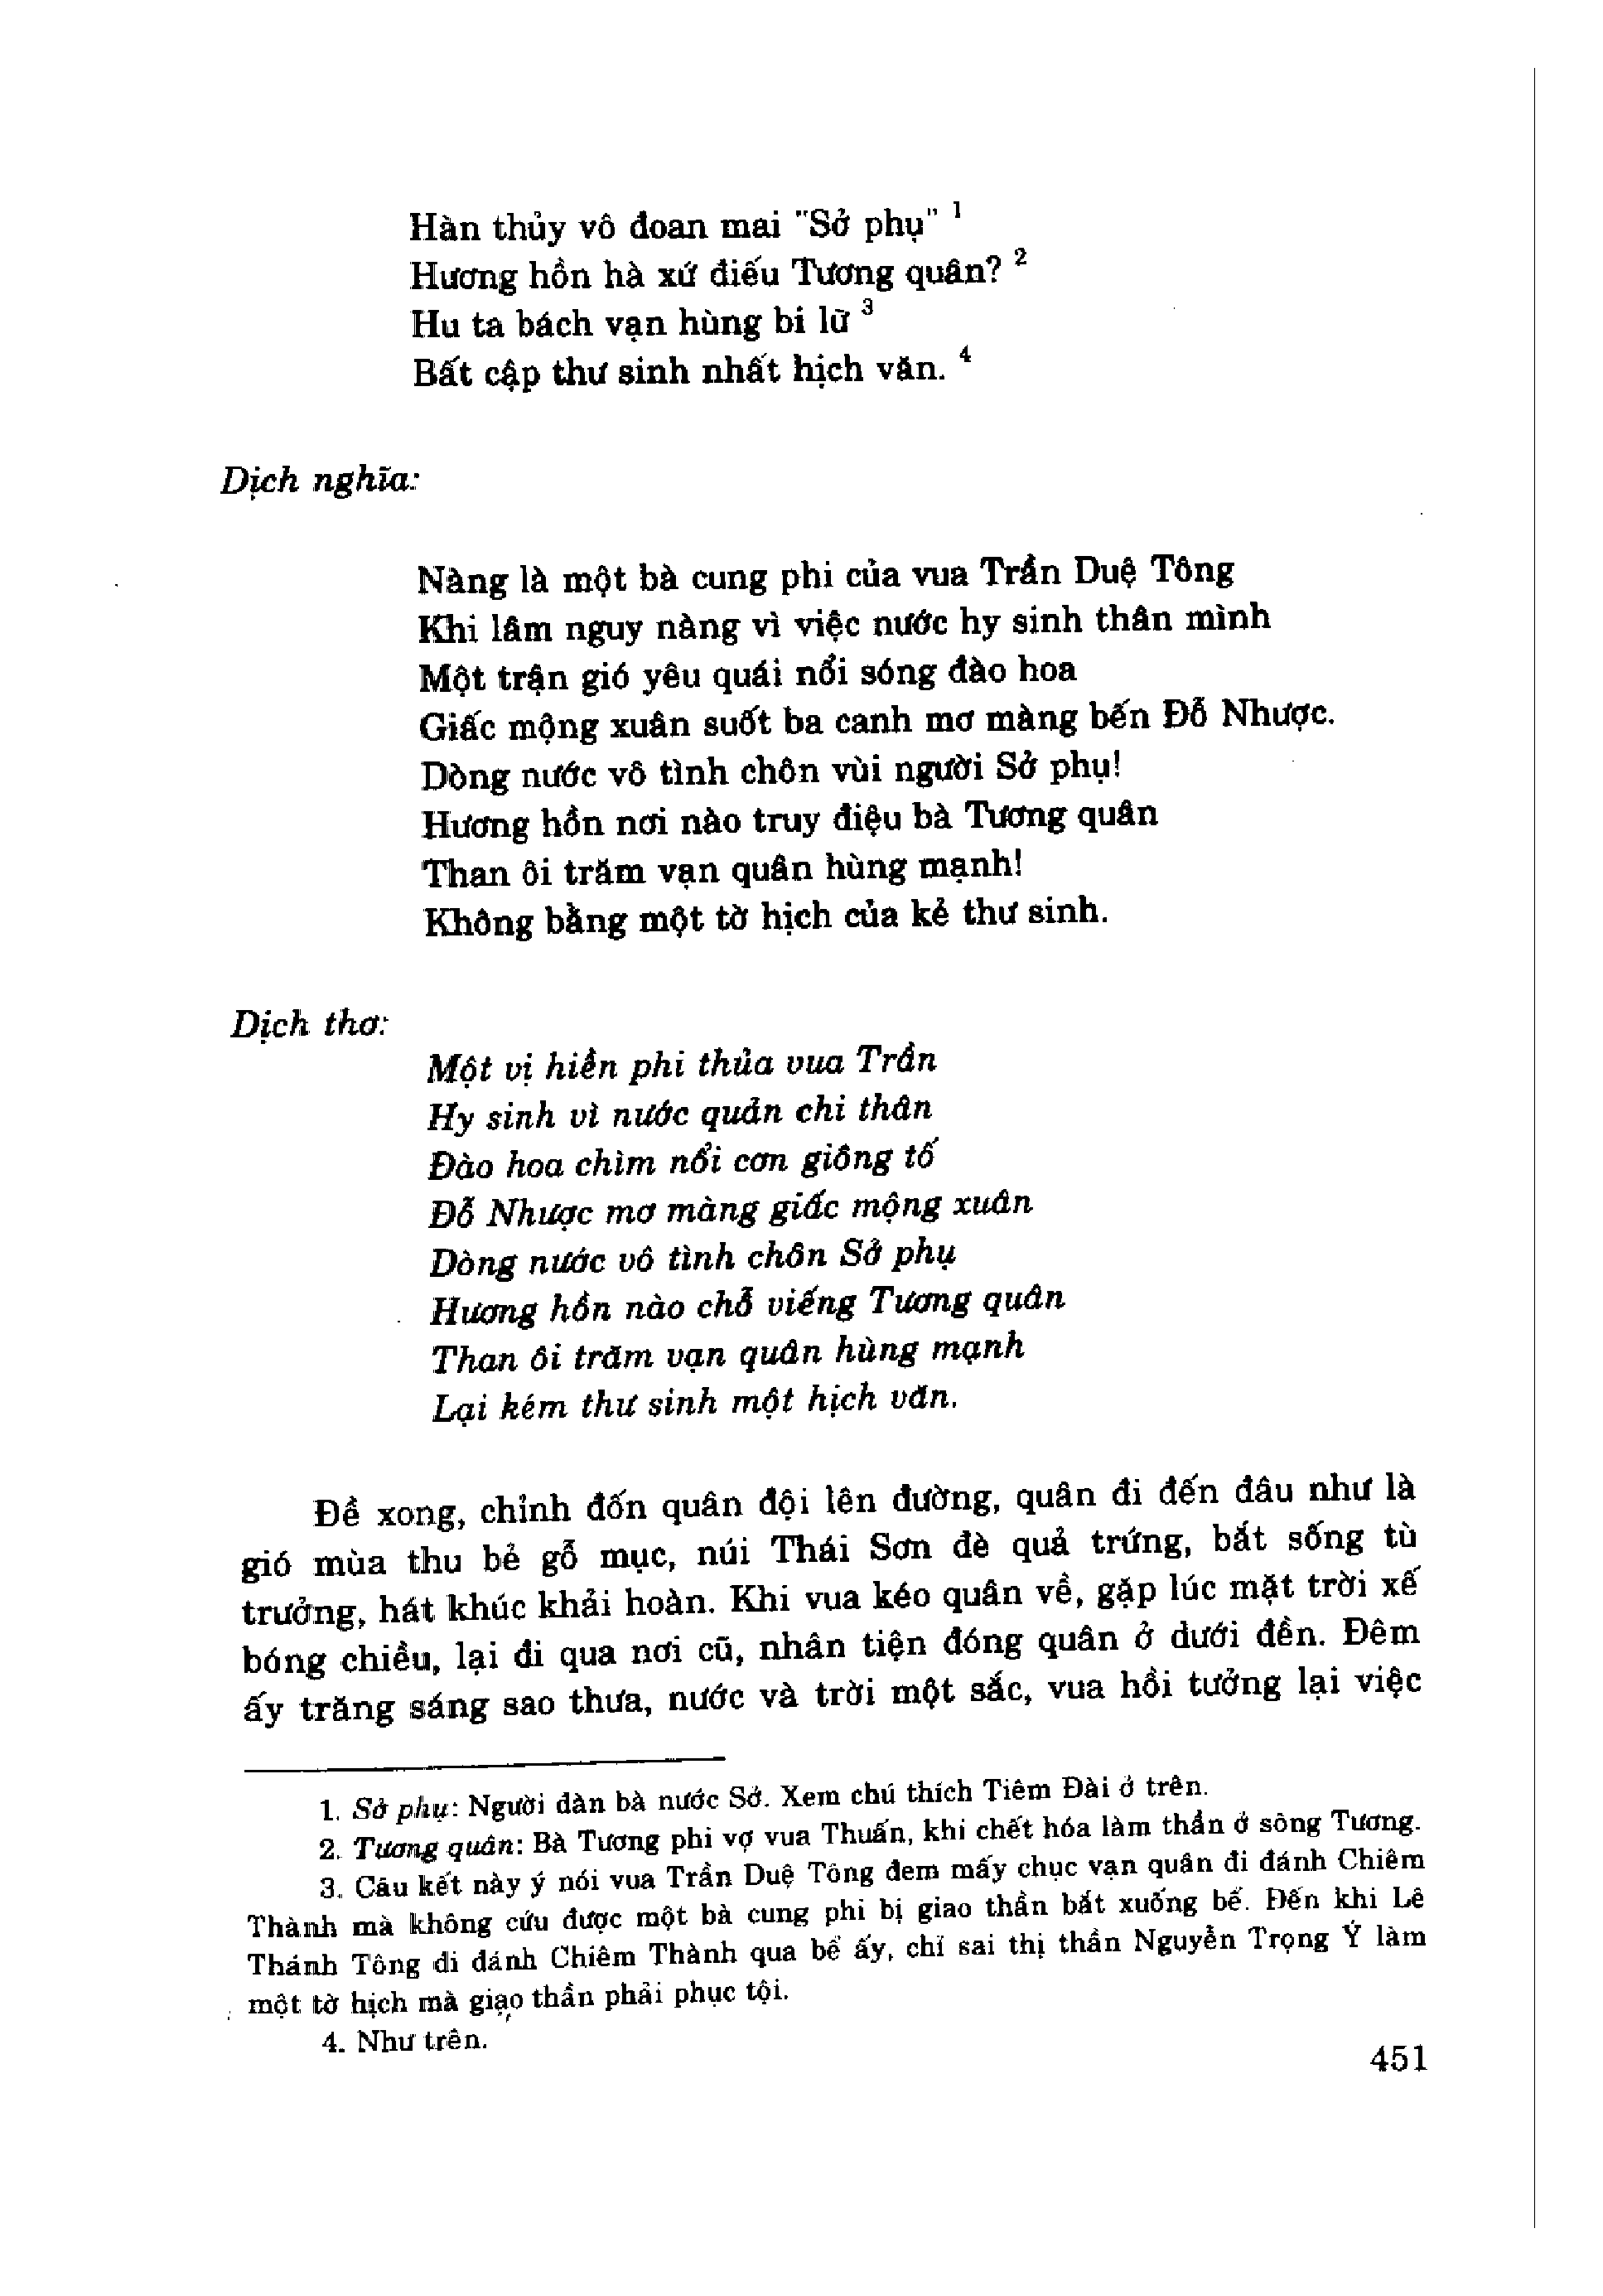 Hàn thủy vô đoan mai "Sở phụ" 1
Hương hồn hà xứ điếu Tương quân? 2
Hu ta bách vạn hùng bi lữ 3
Bất cập thư sinh nhất hịch văn. 4
Dịch nghĩa:
Nàng là một bà cung phi của vua Trần Duệ Tông
Khi lâm nguy nàng vì việc nước hy sinh thân mình
Một trận gió yêu quái nổi sóng đào hoa
Giấc mộng xuân suốt ba canh mơ màng bến Đỗ Nhược.
Dòng nước vô tình chôn vùi người Sở phụ!
Hương hồn nơi nào truy điệu bà Tương quân
Than ôi trăm vạn quân hùng mạnh!
Không bằng một tờ hịch của kẻ thư sinh.
Dịch thơ:
Một vị hiền phi thủa vua Trần
Hy sinh vì nước quản chi thân
Đào hoa chìm nổi cơn giông tố
Đỗ Nhược mơ màng giấc mộng xuân
Dòng nước vô tình chôn Sở phụ
Hương hồn nào chỗ viếng Tương quân
Than ôi trăm vạn quân hùng mạnh
Lại kém thư sinh một hịch văn.
Đề xong, chỉnh đốn quân đội lên đường, quân đi đến đâu như là
gió mùa thu bẻ gỗ mục, núi Thái Sơn đè quả trứng, bắt sống tù
trưởng, hát khúc khải hoàn. Khi vua kéo quân về, gặp lúc mặt trời xế
bóng chiều, lại đi qua nơi cũ, nhân tiện đóng quân ở dưới đền. Đêm
ấy trăng sáng sao thưa, nước và trời một sắc, vua hồi tưởng lại việc
1. Sở phụ: Người đàn bà nước Sở. Xem chú thích Tiêm Đài ở trên.
2. Tương quân: Bà Tương phi vợ vua Thuấn, khi chết hóa làm thần ở sông Tương.
3. Câu kết này ý nói vua Trần Duệ Tông đem mấy chục vạn quân đi đánh Chiêm
Thành mà không cứu được một bà cung phi bị giao thần bắt xuống bể. Đến khi Lê
Thánh Tông đi đánh Chiêm Thành qua bể ấy, chỉ sai thị thần Nguyễn Trọng Ý làm
một tờ hịch mà giao thần phải phục tội.
4. Như trên.
451